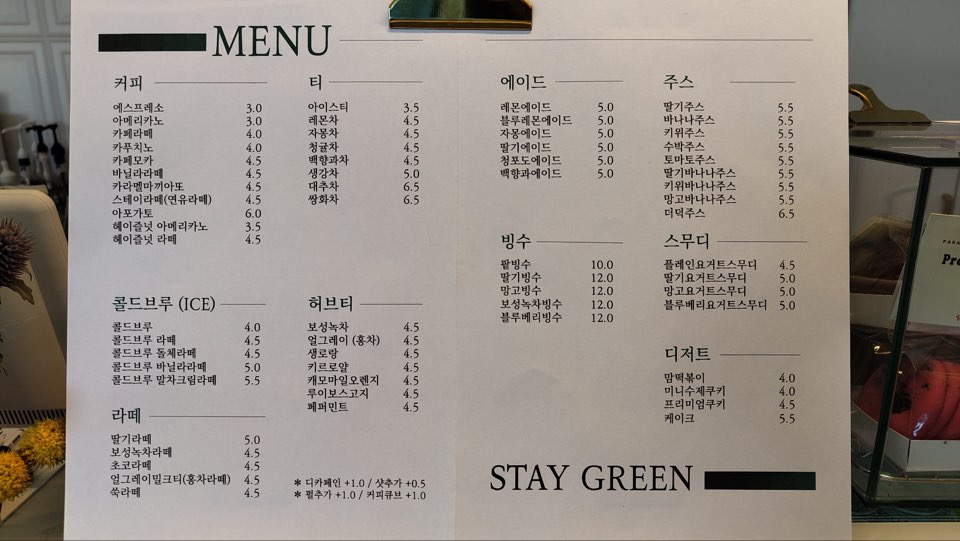 MENU
커피
에스프레소 3.0
아메리카노 3.0
카페라떼 4.0
카푸치노 4.0
카페모카 4.5
바닐라라떼 4.5
카라멜마끼아또 4.5
스테이라떼(연유라떼) 4.5
아포가토 6.0
헤이즐넛 아메리카노 3.5
헤이즐넛 라떼 4.5
티
아이스티 3.5
레몬차 4.5
자몽차 4.5
청귤차 4.5
백향과차 4.5
생강차 5.0
대추차 6.5
쌍화차 6.5
콜드브루 (ICE)
콜드브루 4.0
콜드브루 라떼 4.5
콜드브루 돌체라떼 4.5
콜드브루 바닐라라떼 5.0
콜드브루 말차크림라떼 5.5
허브티
보성녹차 4.5
얼그레이 (홍차) 4.5
생로랑 4.5
키르로얄 4.5
캐모마일오렌지 4.5
루이보스고지 4.5
페퍼민트 4.5
라떼
딸기라떼 5.0
보성녹차라떼 4.5
초코라떼 4.5
얼그레이밀크티(홍차라떼) 4.5
쑥라떼 4.5
* 디카페인 +1.0 / 샷추가 +0.5
* 펄추가 +1.0 / 커피큐브 +1.0
에이드
레몬에이드 5.0
블루레몬에이드 5.0
자몽에이드 5.0
딸기에이드 5.0
청포도에이드 5.0
백향과에이드 5.0
주스
딸기주스 5.5
바나나주스 5.5
키위주스 5.5
수박주스 5.5
토마토주스 5.5
딸기바나나주스 5.5
키위바나나주스 5.5
망고바나나주스 5.5
더덕주스 6.5
빙수
팥빙수 10.0
딸기빙수 12.0
망고빙수 12.0
보성녹차빙수 12.0
블루베리빙수 12.0
스무디
플레인요거트스무디 4.5
딸기요거트스무디 5.0
망고요거트스무디 5.0
블루베리요거트스무디 5.0
디저트
맘떡볶이 4.0
미니수제쿠키 4.0
프리미엄쿠키 4.5
케이크 5.5
STAY GREEN